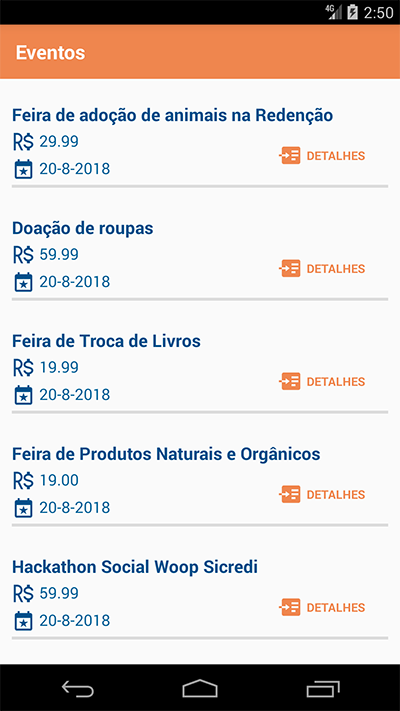 4G 2:50
Eventos
Feira de adoção de animais na Redenção
R$ 29.99
DETALHES
20-8-2018
Doação de roupas
R$ 59.99
DETALHES
20-8-2018
Feira de Troca de Livros
R$ 19.99
DETALHES
20-8-2018
Feira de Produtos Naturais e Orgânicos
R$ 19.00
DETALHES
20-8-2018
Hackathon Social Woop Sicredi
R$ 59.99
DETALHES
20-8-2018